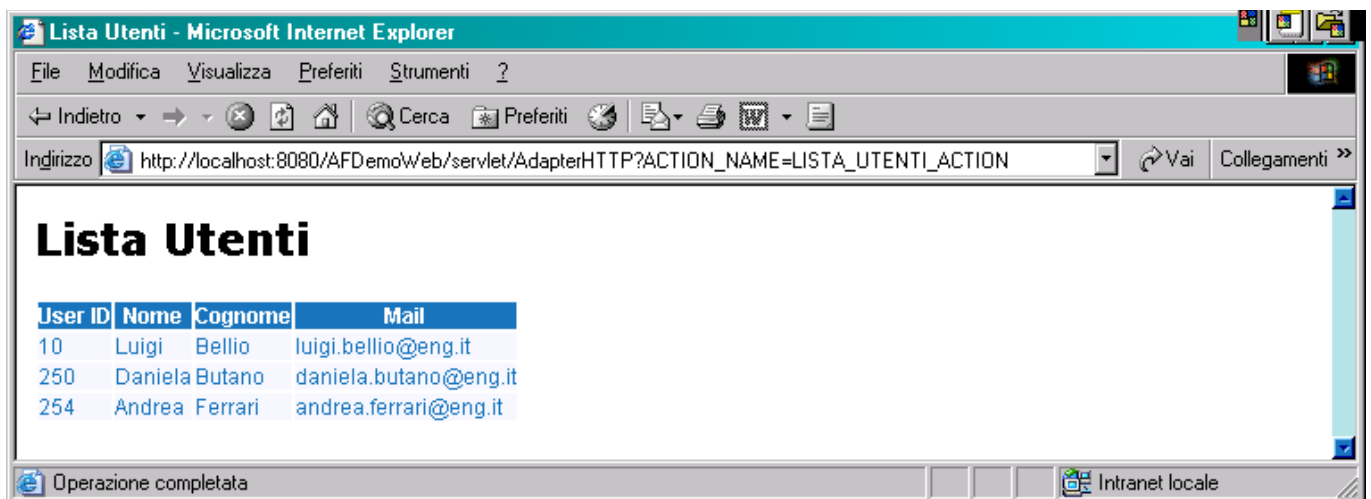 Lista Utenti - Microsoft Internet Explorer
File Modifica Visualizza Preferiti Strumenti ?
Indietro Cerca Preferiti
Indirizzo http://localhost:8080/AFDemoWeb/servlet/AdapterHTTP?ACTION_NAME=LISTA_UTENTI_ACTION Vai Collegamenti »
Lista Utenti
User ID Nome Cognome Mail
10 Luigi Bellio luigi.bellio@eng.it
250 Daniela Butano daniela.butano@eng.it
254 Andrea Ferrari andrea.ferrari@eng.it
Operazione completata Intranet locale